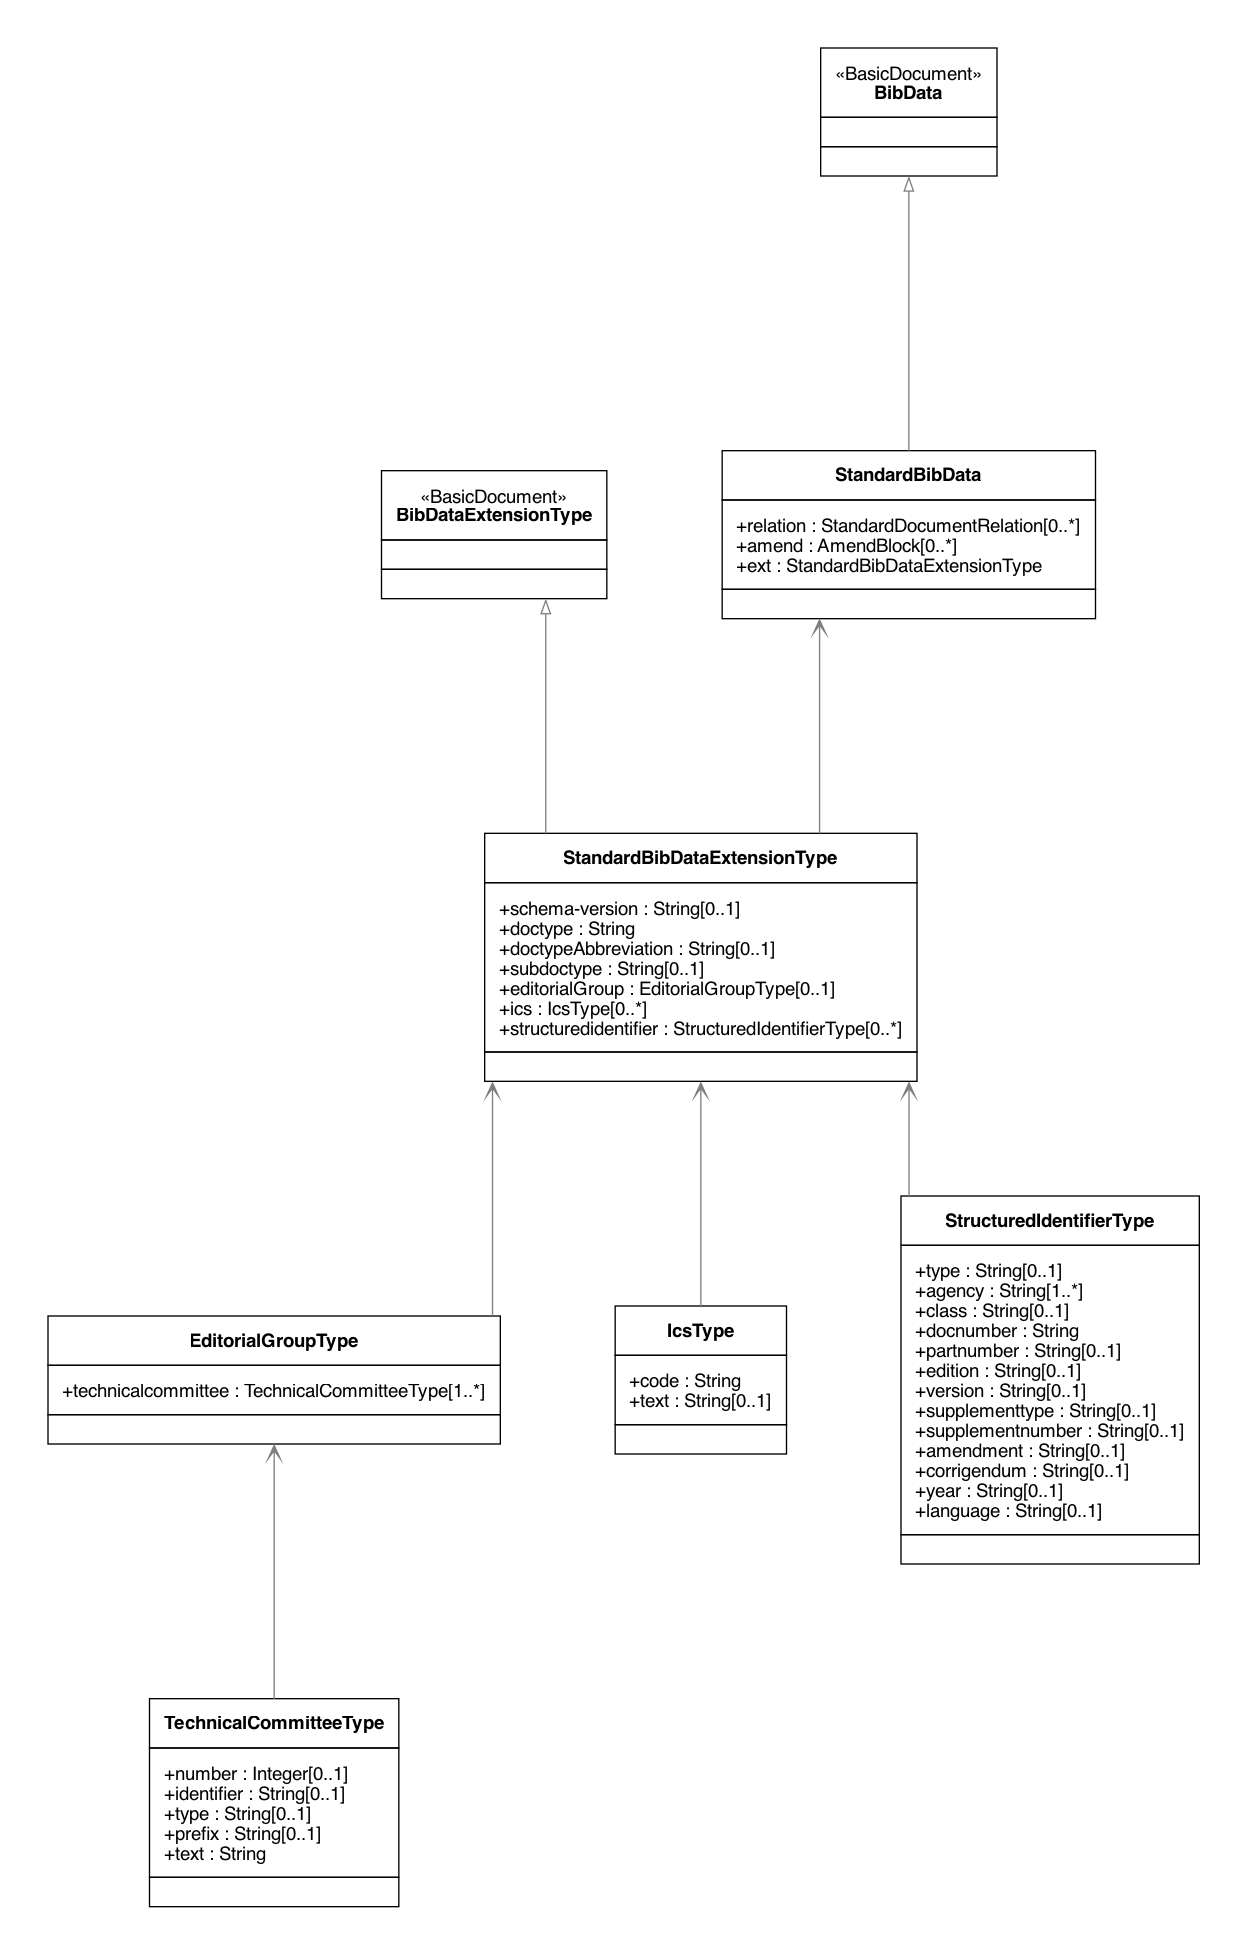 «BasicDocument»
BibData
«BasicDocument»
BibDataExtensionType
StandardBibData
+relation : StandardDocumentRelation[0..*]
+amend : AmendBlock[0..*]
+ext : StandardBibDataExtensionType
StandardBibDataExtensionType
+schema-version : String[0..1]
+doctype : String
+doctypeAbbreviation : String[0..1]
+subdoctype : String[0..1]
+editorialGroup : EditorialGroupType[0..1]
+ics : IcsType[0..*]
+structuredidentifier : StructuredIdentifierType[0..*]
EditorialGroupType
+technicalcommittee : TechnicalCommitteeType[1..*]
IcsType
+code : String
+text : String[0..1]
StructuredIdentifierType
+type : String[0..1]
+agency : String[1..*]
+class : String[0..1]
+docnumber : String
+partnumber : String[0..1]
+edition : String[0..1]
+version : String[0..1]
+supplementtype : String[0..1]
+supplementnumber : String[0..1]
+amendment : String[0..1]
+corrigendum : String[0..1]
+year : String[0..1]
+language : String[0..1]
TechnicalCommitteeType
+number : Integer[0..1]
+identifier : String[0..1]
+type : String[0..1]
+prefix : String[0..1]
+text : String